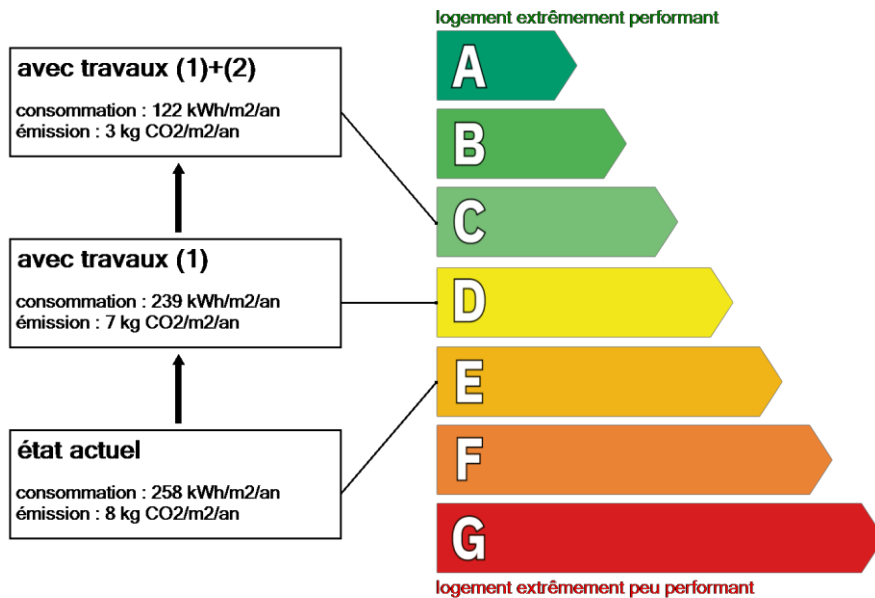 logement extrêmement performant
avec travaux (1)+(2)
consommation : 122 kWh/m2/an
émission : 3 kg CO2/m2/an
avec travaux (1)
consommation : 239 kWh/m2/an
émission : 7 kg CO2/m2/an
état actuel
consommation : 258 kWh/m2/an
émission : 8 kg CO2/m2/an
A
B
C
D
E
F
G
logement extrêmement peu performant